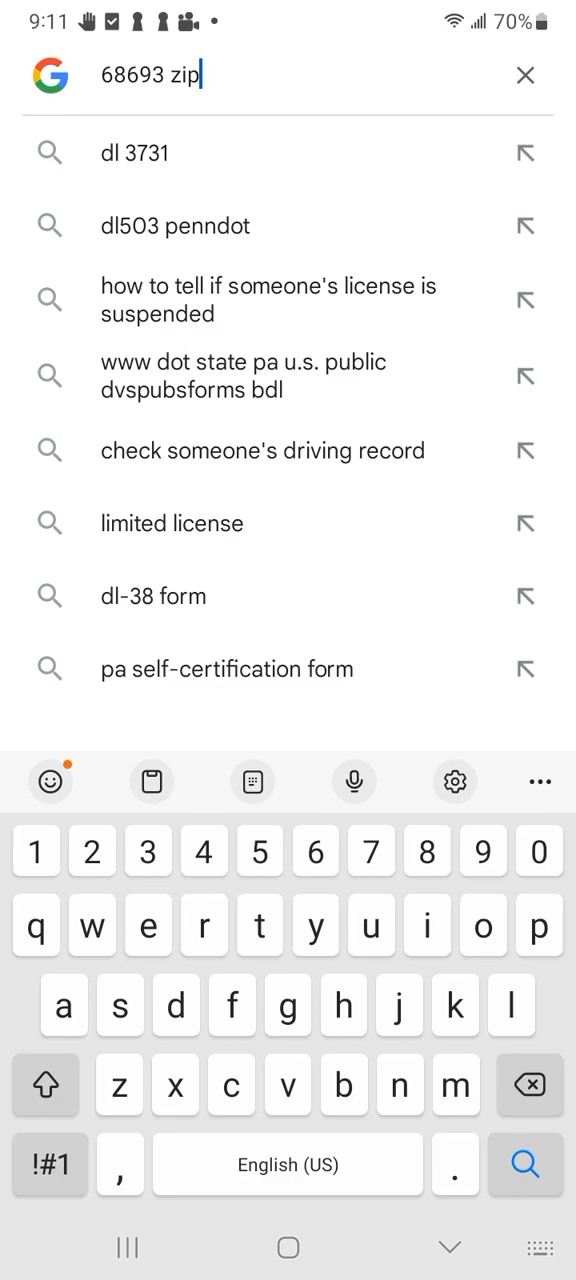 9:11
70%
68693 zip
dl 3731
dl503 penndot
how to tell if someone's license is
suspended
www dot state pa u.s. public
dvspubsforms bdl
check someone's driving record
limited license
dl-38 form
pa self-certification form
1 2 3 4 5 6 7 8 9 0
q w e r t y u i o p
a s d f g h j k l
z x c v b n m
!#1 , English (US) .